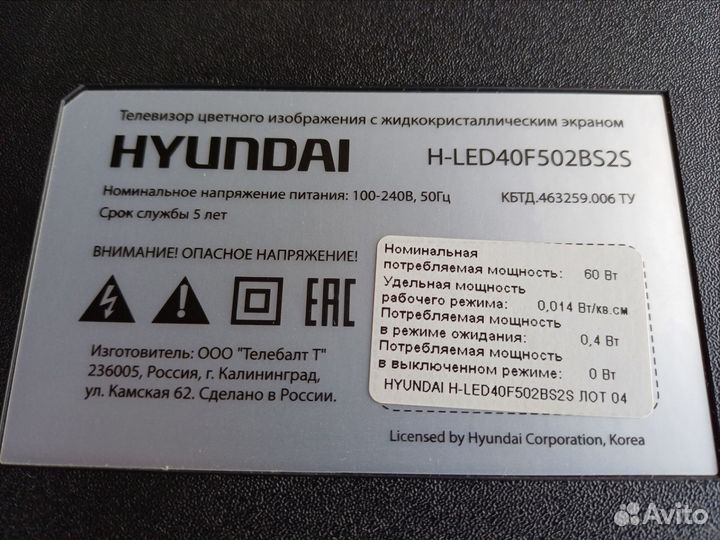 Телевизор цветного изображения с жидкокристаллическим экраном
HYUNDAI H-LED40F502BS2S
Номинальное напряжение питания: 100-240В, 50Гц КБТД.463259.006 ТУ
Срок службы 5 лет
ВНИМАНИЕ! ОПАСНОЕ НАПРЯЖЕНИЕ!
EAC
Изготовитель: ООО "Телебалт Т"
236005, Россия, г. Калининград,
ул. Камская 62. Сделано в России.
Номинальная
потребляемая мощность: 60 Вт
Удельная мощность
рабочего режима: 0,014 Вт/кв.см
Потребляемая мощность
в режиме ожидания: 0,4 Вт
Потребляемая мощность
в выключенном режиме: 0 Вт
HYUNDAI H-LED40F502BS2S ЛОТ 04
Licensed by Hyundai Corporation, Korea
Avito